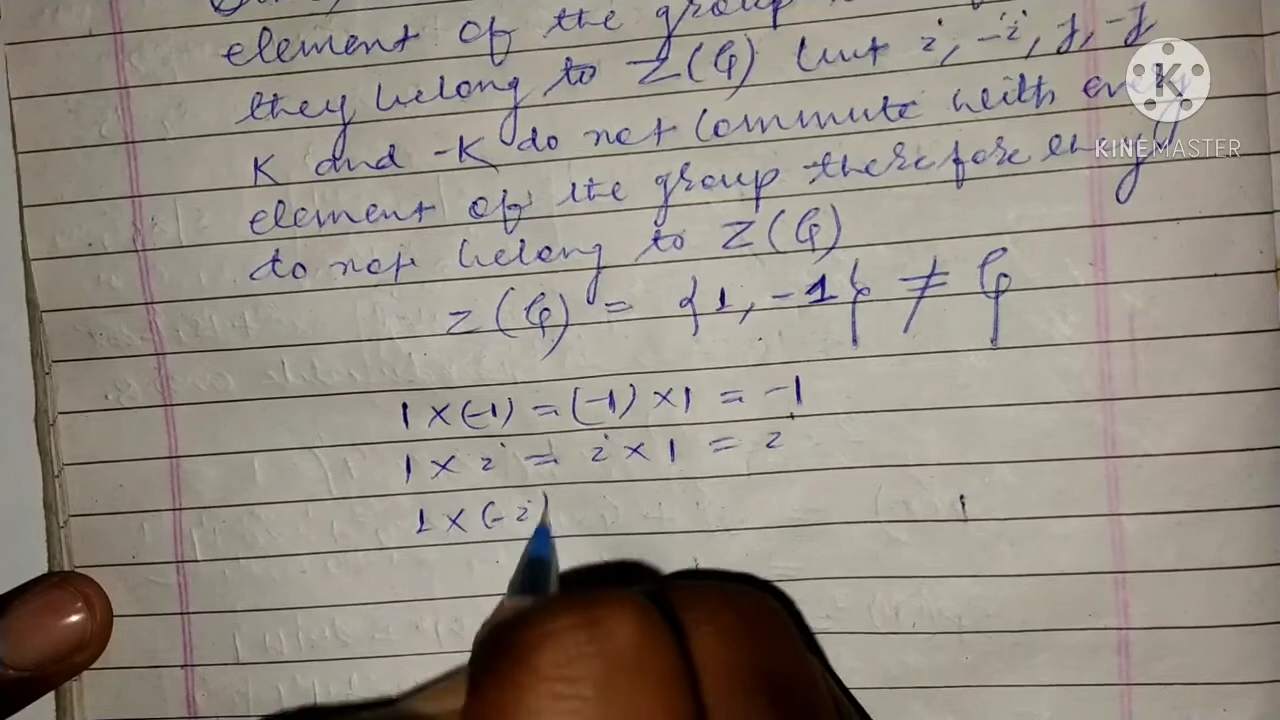 element of the group
they belong to Z(G) but i, -i, j, -j
K and -K do not commute with every
element of the group therefore
do not belong to Z(G)
Z(G) = {1, -1} ≠ G
1 × (-1) = (-1) × 1 = -1
1 × i = i × 1 = i
1 × (-i)
K
KINEMASTER